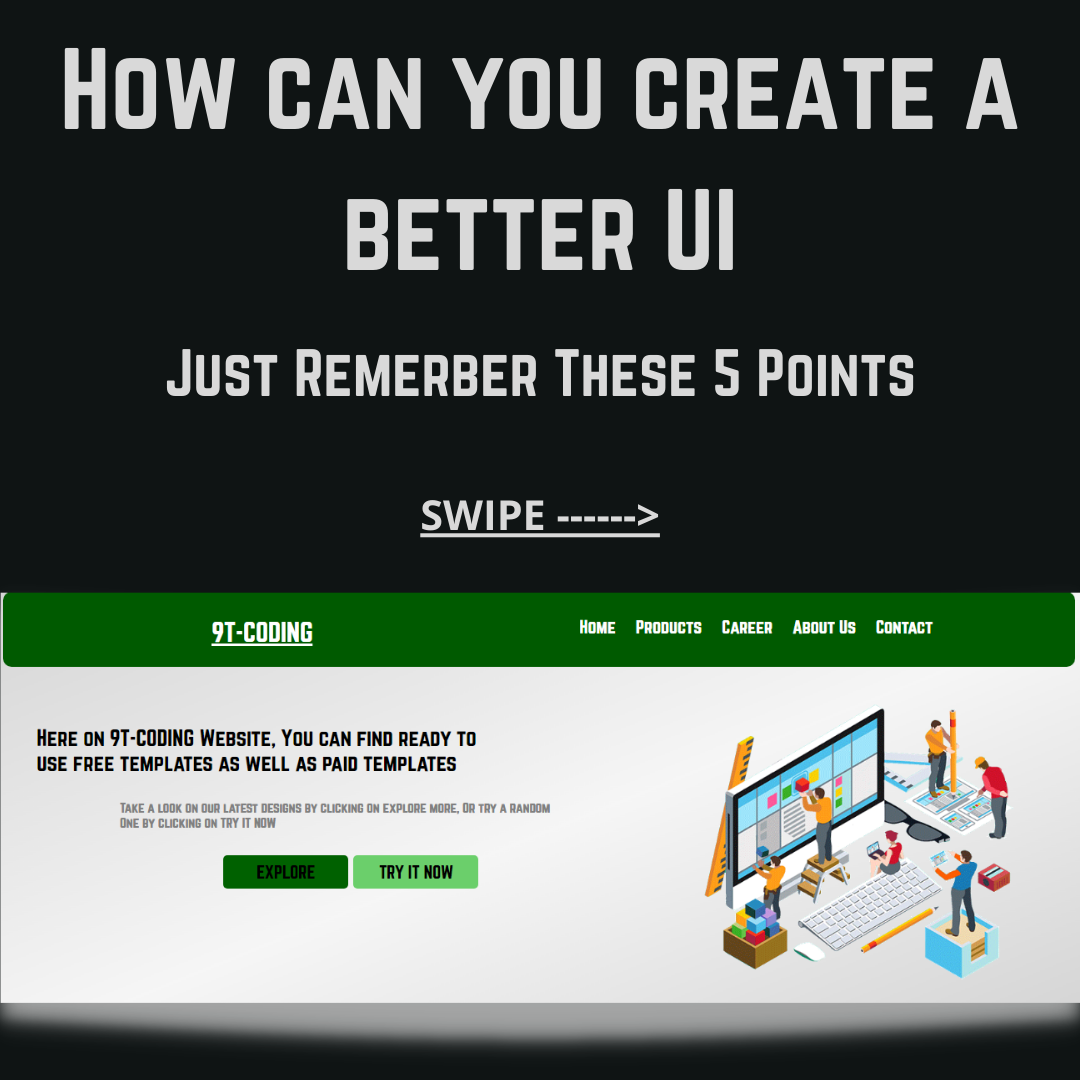 How can you create a
better UI
Just Remerber These 5 Points
SWIPE ------>
9T-CODING
Home Products Career About Us Contact
Here on 9T-CODING Website, You can find ready to
use free templates as well as paid templates
Take a look on our latest designs by clicking on explore more, Or try a random
One by clicking on TRY IT NOW
EXPLORE TRY IT NOW